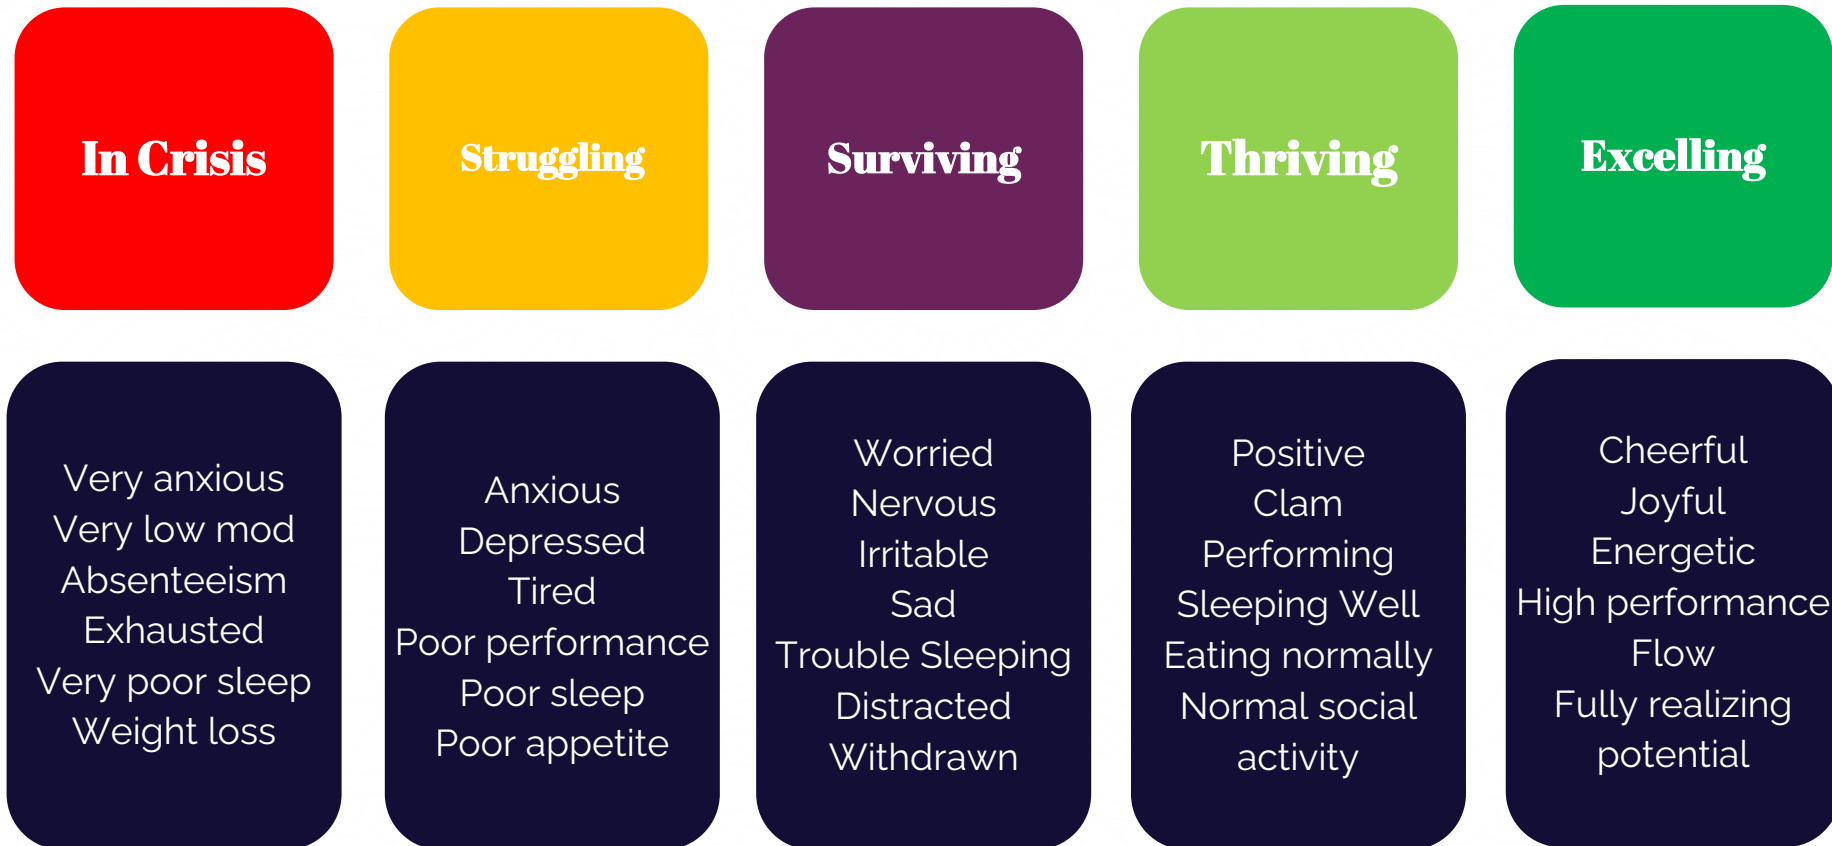 In Crisis
Struggling
Surviving
Thriving
Excelling
Very anxious
Very low mod
Absenteeism
Exhausted
Very poor sleep
Weight loss
Anxious
Depressed
Tired
Poor performance
Poor sleep
Poor appetite
Worried
Nervous
Irritable
Sad
Trouble Sleeping
Distracted
Withdrawn
Positive
Clam
Performing
Sleeping Well
Eating normally
Normal social
activity
Cheerful
Joyful
Energetic
High performance
Flow
Fully realizing
potential